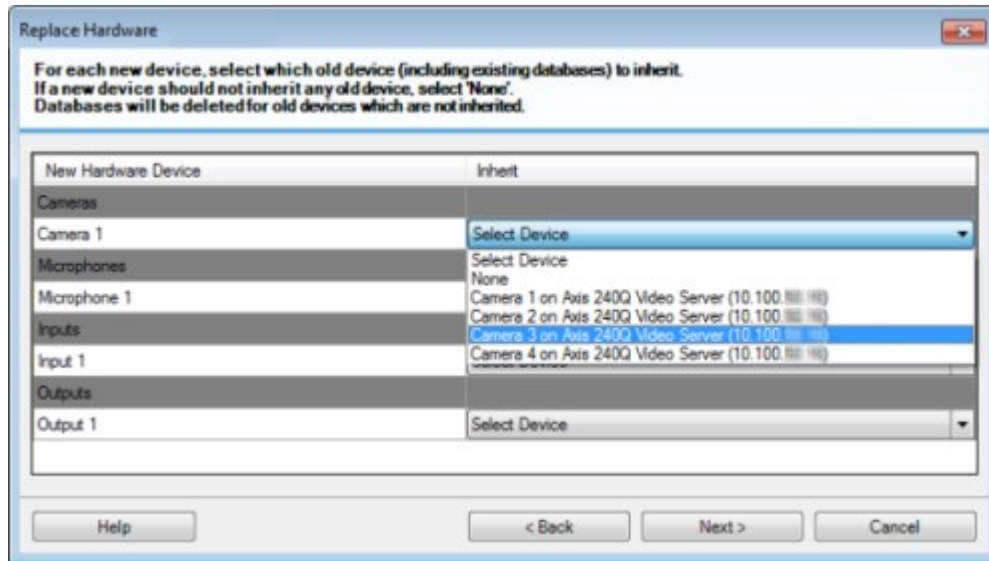 Replace Hardware
For each new device, select which old device (including existing databases) to inherit.
If a new device should not inherit any old device, select 'None'.
Databases will be deleted for old devices which are not inherited.
New Hardware Device Inherit
Cameras
Camera 1 Select Device
Microphones Select Device
None
Microphone 1 Camera 1 on Axis 240Q Video Server (10.100.
Camera 2 on Axis 240Q Video Server (10.100.
Inputs Camera 3 on Axis 240Q Video Server (10.100.
Input 1 Camera 4 on Axis 240Q Video Server (10.100.
Outputs
Output 1 Select Device
Help < Back Next > Cancel